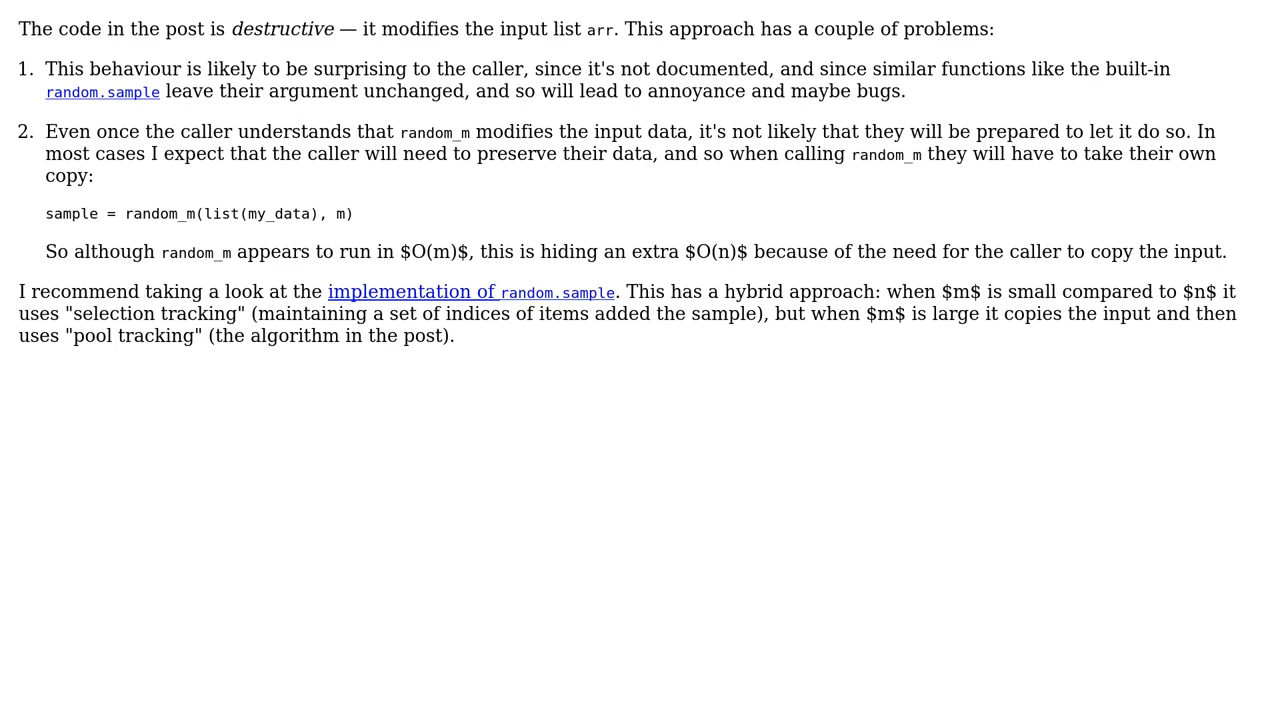 The code in the post is destructive — it modifies the input list arr. This approach has a couple of problems:
1. This behaviour is likely to be surprising to the caller, since it's not documented, and since similar functions like the built-in
random.sample leave their argument unchanged, and so will lead to annoyance and maybe bugs.
2. Even once the caller understands that random_m modifies the input data, it's not likely that they will be prepared to let it do so. In
most cases I expect that the caller will need to preserve their data, and so when calling random_m they will have to take their own
copy:
sample = random_m(list(my_data), m)
So although random_m appears to run in $O(m)$, this is hiding an extra $O(n)$ because of the need for the caller to copy the input.
I recommend taking a look at the implementation of random.sample. This has a hybrid approach: when $m$ is small compared to $n$ it
uses "selection tracking" (maintaining a set of indices of items added the sample), but when $m$ is large it copies the input and then
uses "pool tracking" (the algorithm in the post).